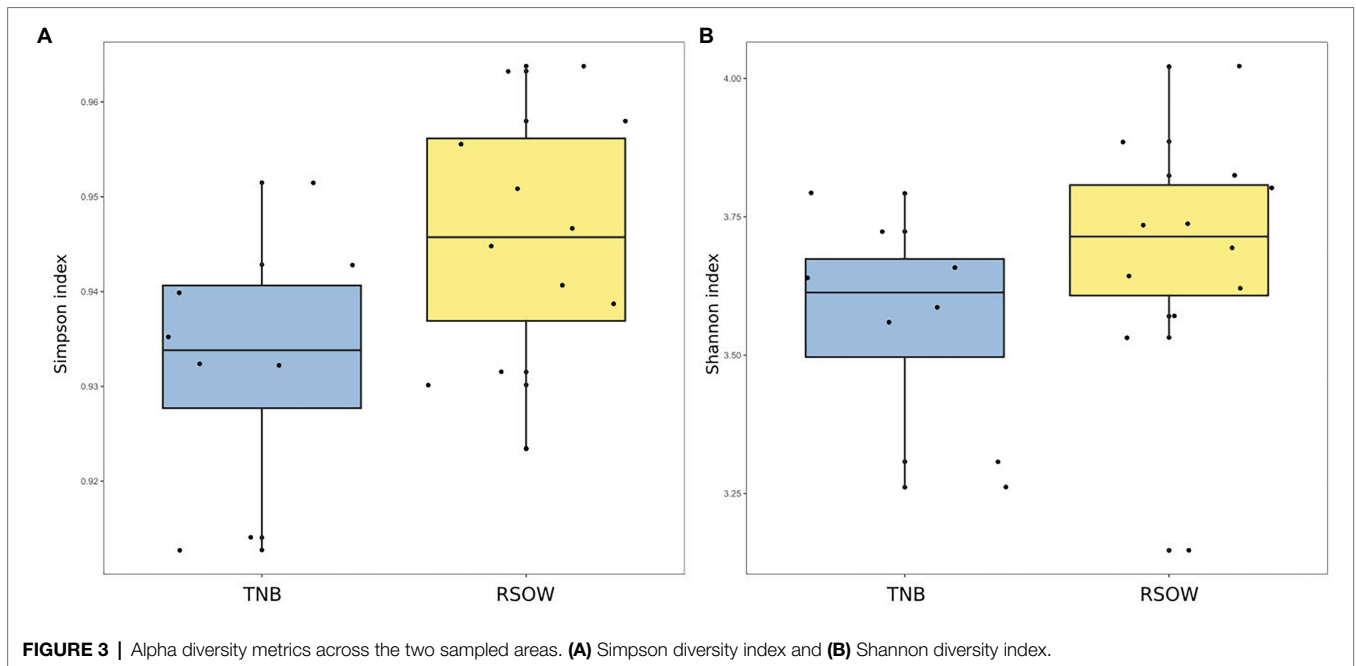 A
B
Simpson index
0.96
0.95
0.94
0.93
0.92
TNB
RSOW
Shannon index
4.00
3.75
3.50
3.25
TNB
RSOW
FIGURE 3 | Alpha diversity metrics across the two sampled areas. (A) Simpson diversity index and (B) Shannon diversity index.